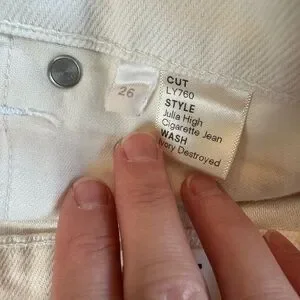 26
CUT
LY760
STYLE
Julia High
Cigarette Jean
WASH
Ivory Destroyed